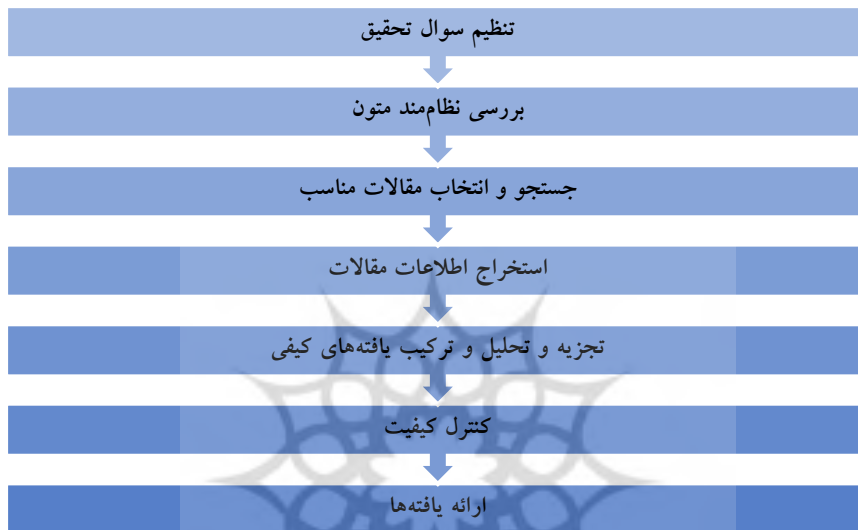 تنظیم سوال تحقیق
بررسی نظام‌مند متون
جستجو و انتخاب مقالات مناسب
استخراج اطلاعات مقالات
تجزیه و تحلیل و ترکیب یافته‌های کیفی
کنترل کیفیت
ارائه یافته‌ها